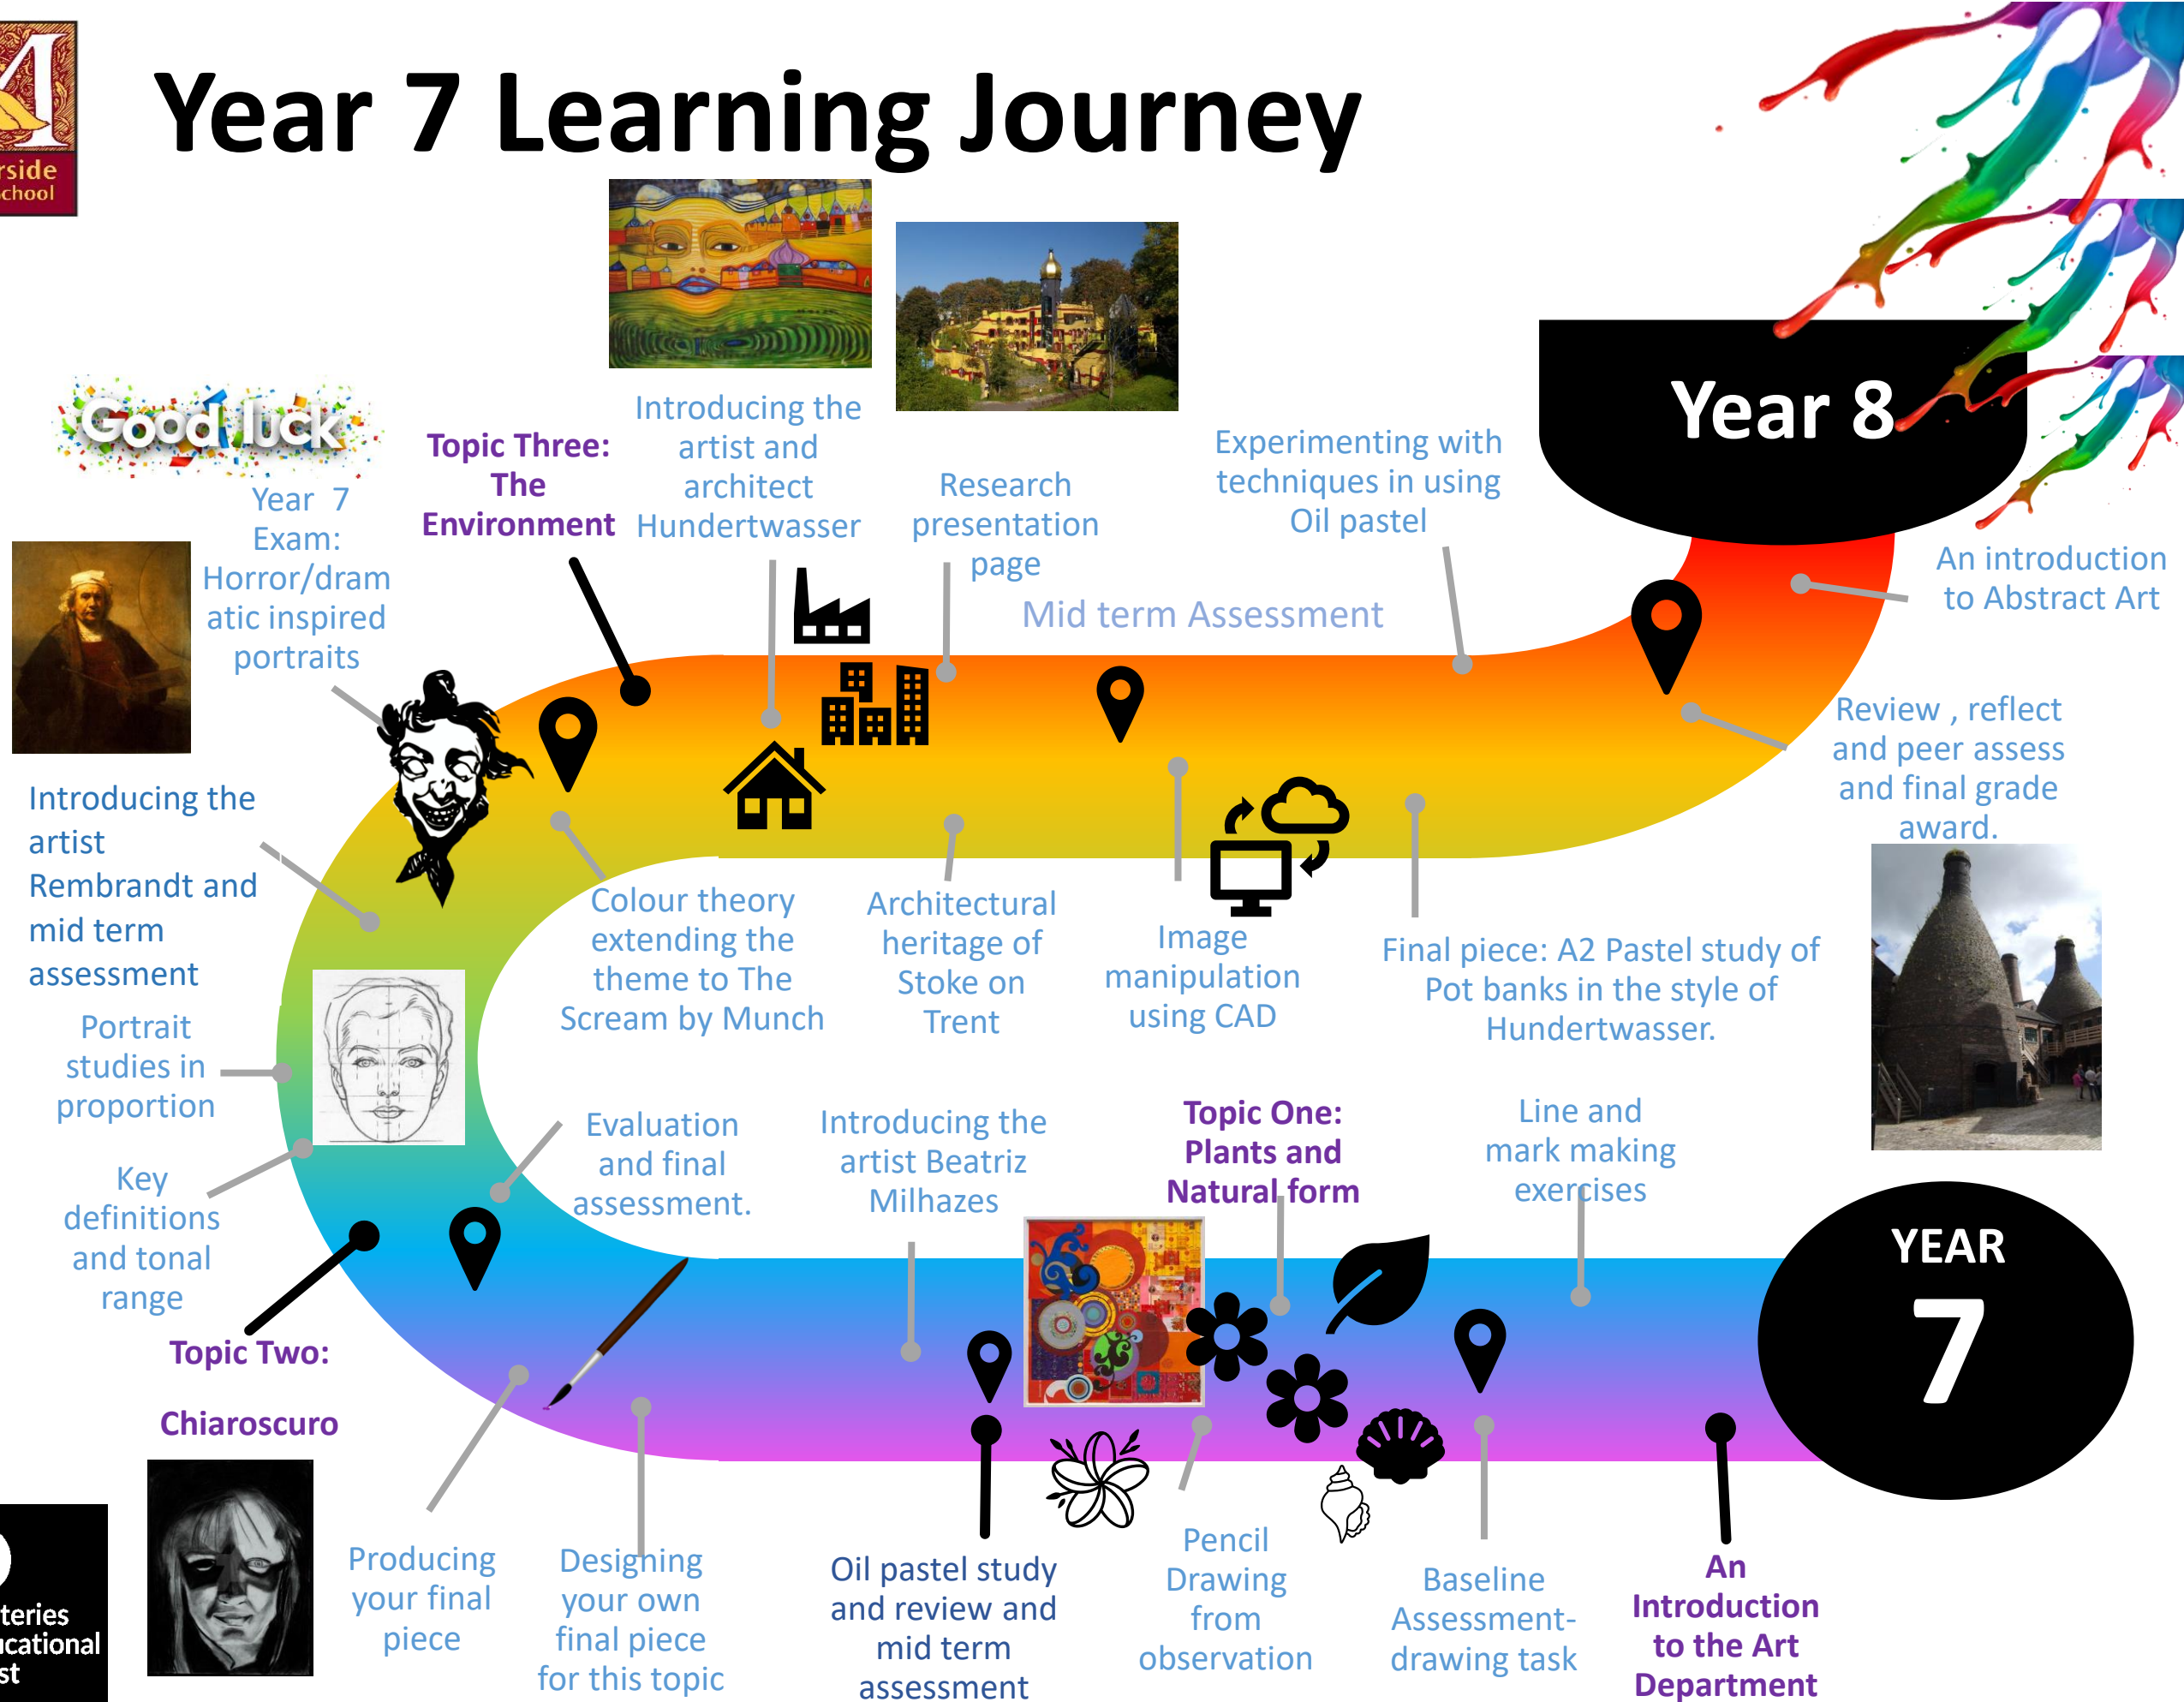 M
rside
chool
Year 7 Learning Journey
Good luck
Year 7
Exam:
Horror/dram
atic inspired
portraits
Topic Three:
The
Environment
Introducing the
artist and
architect
Hundertwasser
Research
presentation
page
Mid term Assessment
Experimenting with
techniques in using
Oil pastel
Year 8
An introduction
to Abstract Art
Review , reflect
and peer assess
and final grade
award.
Introducing the
artist
Rembrandt and
mid term
assessment
Colour theory
extending the
theme to The
Scream by Munch
Architectural
heritage of
Stoke on
Trent
Image
manipulation
using CAD
Final piece: A2 Pastel study of
Pot banks in the style of
Hundertwasser.
Portrait
studies in
proportion
Key
definitions
and tonal
range
Evaluation
and final
assessment.
Introducing the
artist Beatriz
Milhazes
Topic One:
Plants and
Natural form
Line and
mark making
exercises
YEAR
7
Topic Two:
Chiaroscuro
Producing
your final
piece
Designing
your own
final piece
for this topic
Oil pastel study
and review and
mid term
assessment
Pencil
Drawing
from
observation
Baseline
Assessment-
drawing task
An
Introduction
to the Art
Department
teries
ucational
st